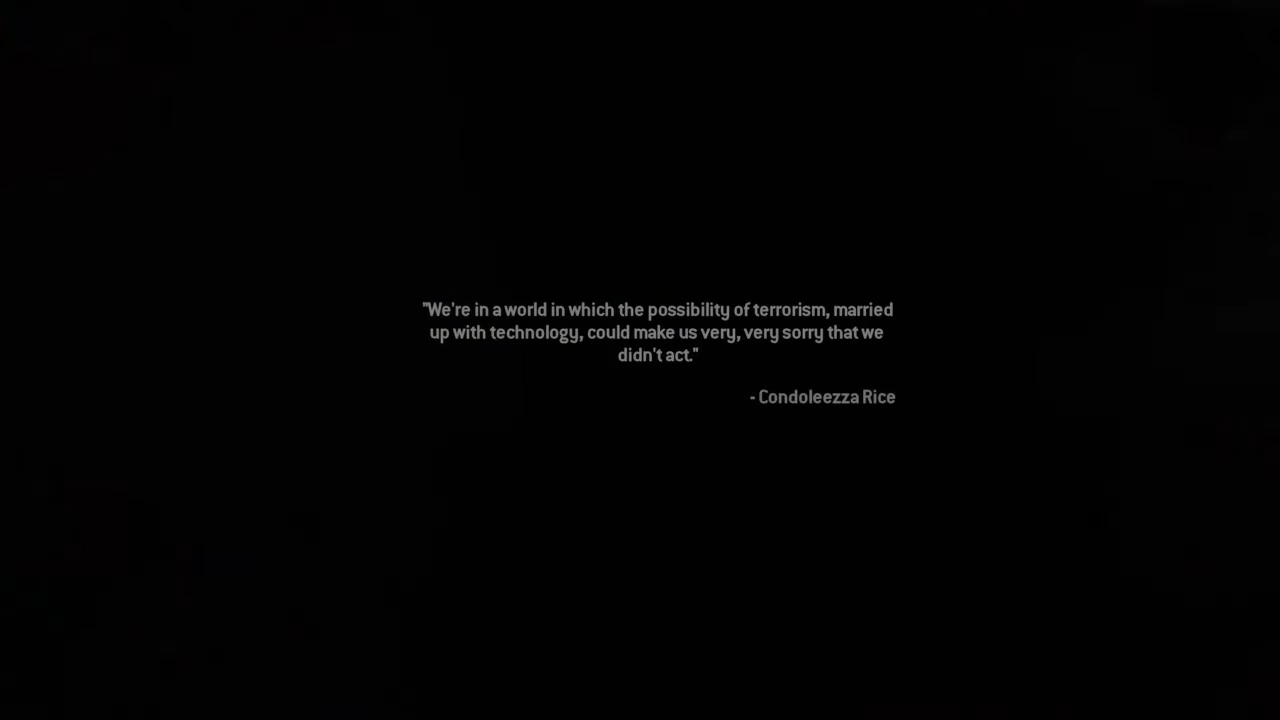 "We're in a world in which the possibility of terrorism, married
up with technology, could make us very, very sorry that we
didn't act."
- Condoleezza Rice